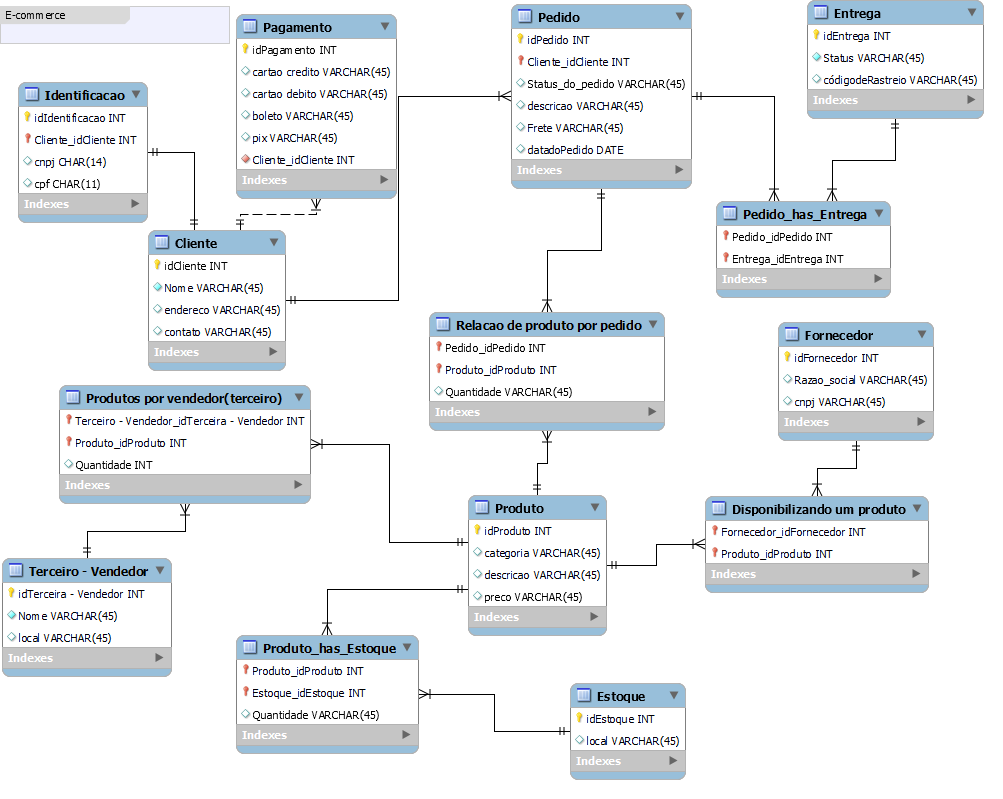 E-commerce
Pagamento
idPagamento INT
cartao credito VARCHAR(45)
cartao debito VARCHAR(45)
boleto VARCHAR(45)
pix VARCHAR(45)
Cliente_idCliente INT
Indexes
Pedido
idPedido INT
Cliente_idCliente INT
Status_do_pedido VARCHAR(45)
descricao VARCHAR(45)
Frete VARCHAR(45)
datadoPedido DATE
Indexes
Entrega
idEntrega INT
Status VARCHAR(45)
códigodeRastreio VARCHAR(45)
Indexes
Identificacao
idIdentificacao INT
Cliente_idCliente INT
cnpj CHAR(14)
cpf CHAR(11)
Indexes
Cliente
idCliente INT
Nome VARCHAR(45)
endereco VARCHAR(45)
contato VARCHAR(45)
Indexes
Pedido_has_Entrega
Pedido_idPedido INT
Entrega_idEntrega INT
Indexes
Relacao de produto por pedido
Pedido_idPedido INT
Produto_idProduto INT
Quantidade VARCHAR(45)
Indexes
Fornecedor
idFornecedor INT
Razao_social VARCHAR(45)
cnpj VARCHAR(45)
Indexes
Produtos por vendedor(terceiro)
Terceiro - Vendedor_idTerceira - Vendedor INT
Produto_idProduto INT
Quantidade INT
Indexes
Produto
idProduto INT
categoria VARCHAR(45)
descricao VARCHAR(45)
preco VARCHAR(45)
Indexes
Disponibilizando um produto
Fornecedor_idFornecedor INT
Produto_idProduto INT
Indexes
Terceiro - Vendedor
idTerceira - Vendedor INT
Nome VARCHAR(45)
local VARCHAR(45)
Indexes
Produto_has_Estoque
Produto_idProduto INT
Estoque_idEstoque INT
Quantidade VARCHAR(45)
Indexes
Estoque
idEstoque INT
local VARCHAR(45)
Indexes